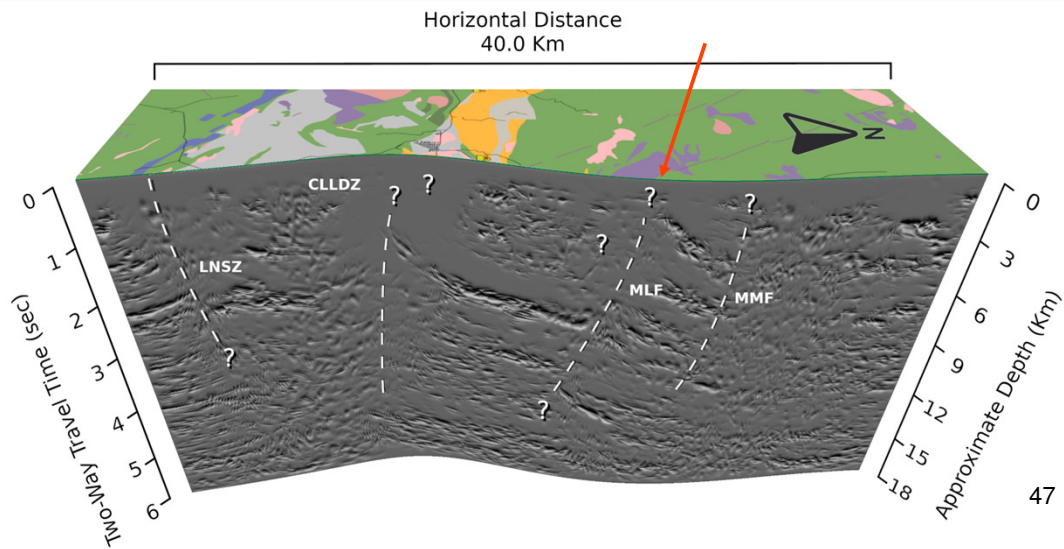 Horizontal Distance
40.0 Km
N
0
1
2
3
4
5
6
Two-Way Travel Time (sec)
CLLDZ
?
?
?
?
?
LNSZ
MLF
MMF
?
?
0
3
6
9
12
15
18
Approximate Depth (Km)
47